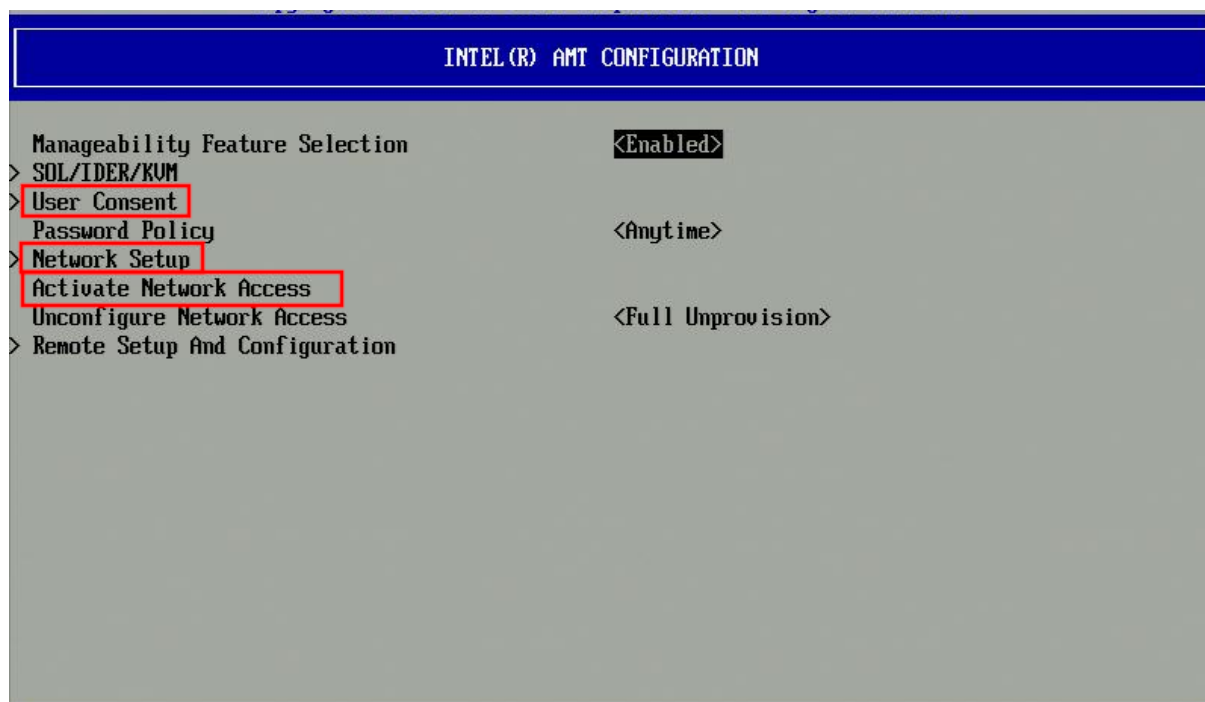 INTEL(R) AMT CONFIGURATION
Manageability Feature Selection <Enabled>
> SOL/IDER/KVM
> User Consent
Password Policy <Anytime>
> Network Setup
Activate Network Access
Unconfigure Network Access <Full Unprovision>
> Remote Setup And Configuration